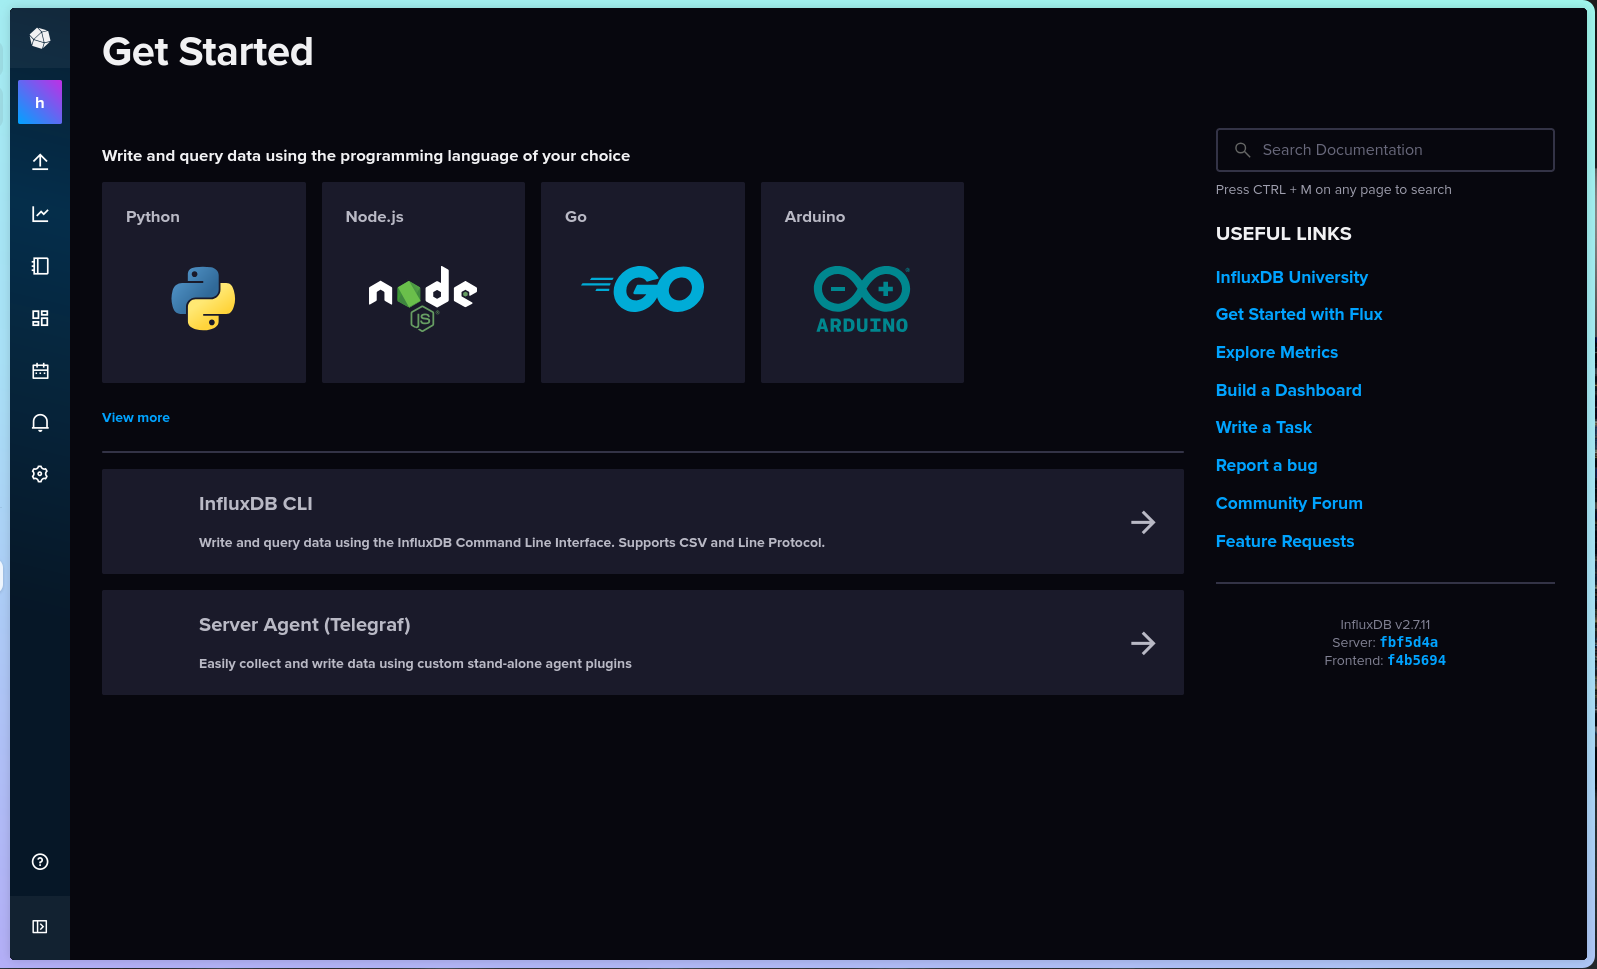 Get Started
h
Write and query data using the programming language of your choice
Python
Node.js
Go
Arduino
node
JS
GO
ARDUINO
View more
InfluxDB CLI
Write and query data using the InfluxDB Command Line Interface. Supports CSV and Line Protocol.
Server Agent (Telegraf)
Easily collect and write data using custom stand-alone agent plugins
Search Documentation
Press CTRL + M on any page to search
USEFUL LINKS
InfluxDB University
Get Started with Flux
Explore Metrics
Build a Dashboard
Write a Task
Report a bug
Community Forum
Feature Requests
InfluxDB v2.7.11
Server: fbf5d4a
Frontend: f4b5694